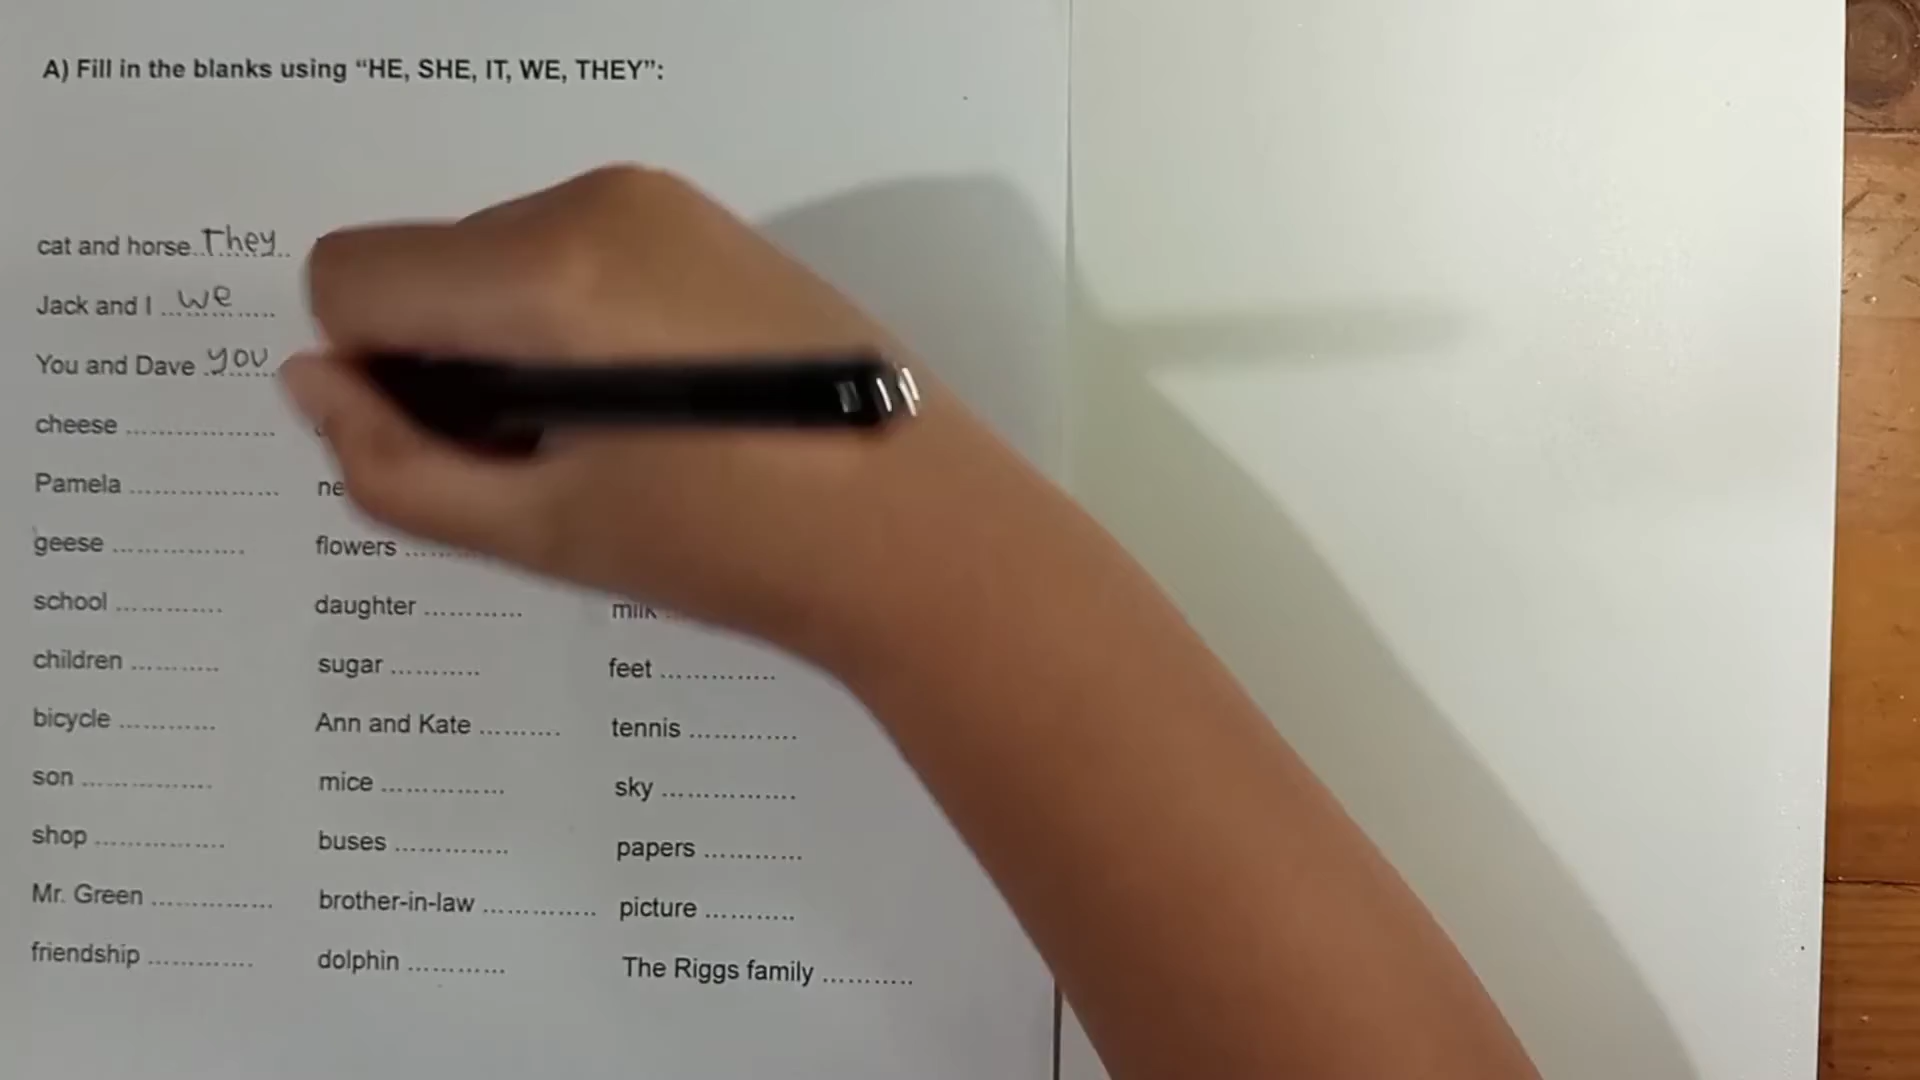 A) Fill in the blanks using “HE, SHE, IT, WE, THEY”:
cat and horse..They..
Jack and I ...we......
You and Dave .you..
cheese ………………
Pamela ………………
geese …………….
flowers ……
school …………..
daughter ………….
milk ..
children …………
sugar ………..
feet …………..
bicycle ………….
Ann and Kate ……….
tennis …………..
son ………………
mice ……………
sky ……………..
shop ………………
buses …………..
papers ………….
Mr. Green ……………
brother-in-law …………..
picture ………..
friendship ………….
dolphin ………….
The Riggs family ………..